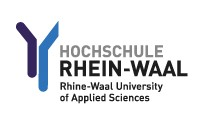 HOCHSCHULE
RHEIN-WAAL
Rhine-Waal University
of Applied Sciences